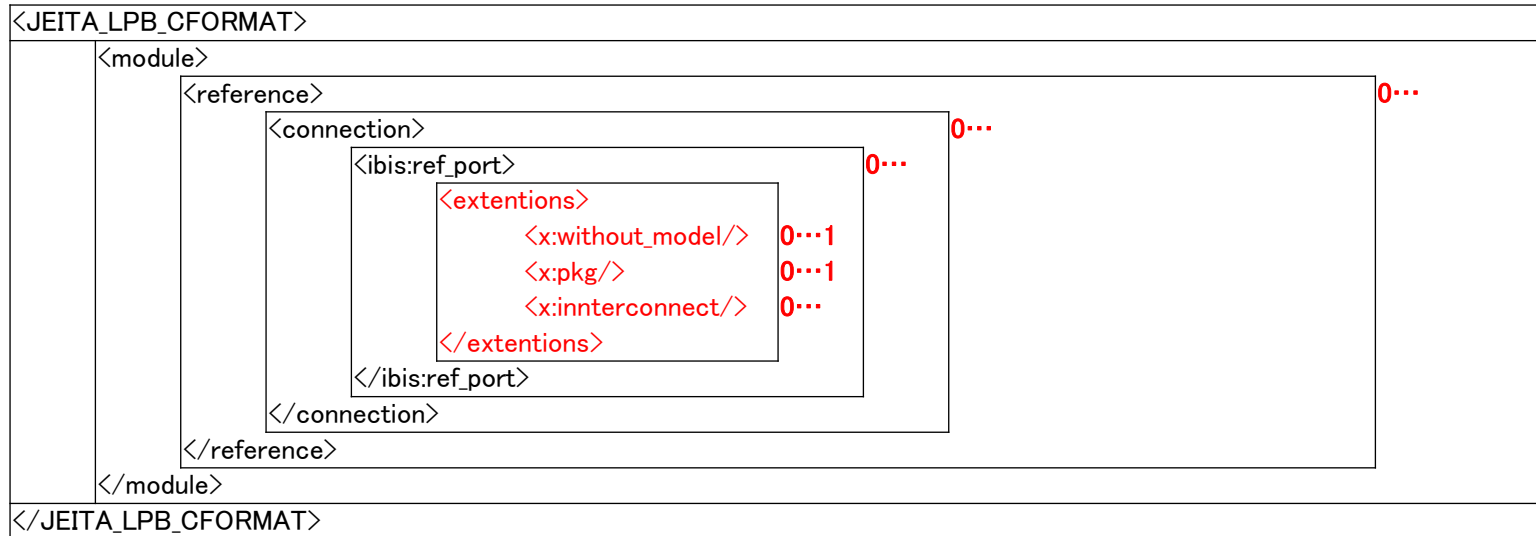 <JEITA_LPB_CFORMAT>
<module>
<reference> 0…
<connection> 0…
<ibis:ref_port> 0…
<extentions>
<x:without_model/> 0…1
<x:pkg/> 0…1
<x:innterconnect/> 0…
</extentions>
</ibis:ref_port>
</connection>
</reference>
</module>
</JEITA_LPB_CFORMAT>